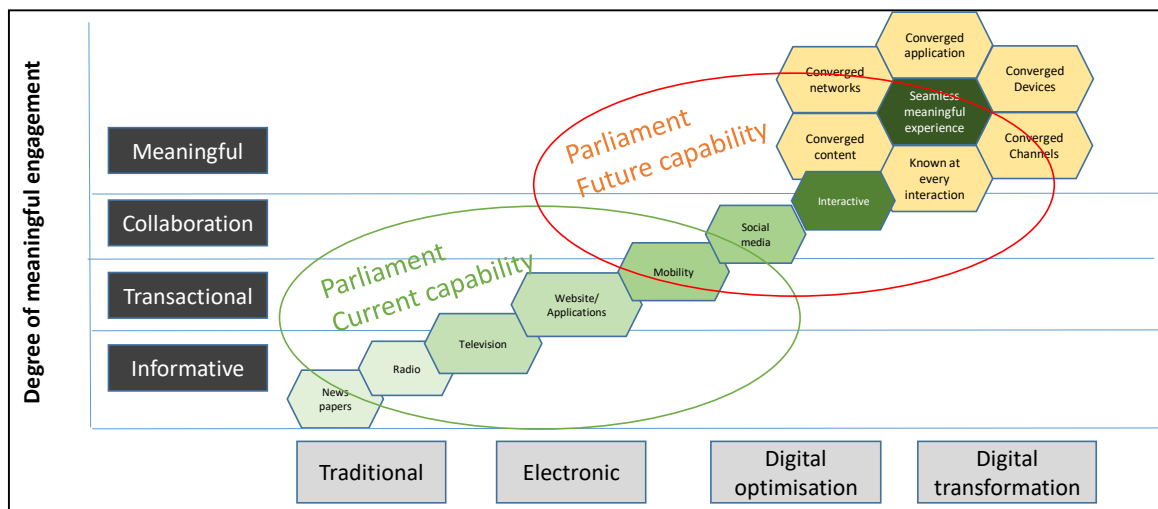 Degree of meaningful engagement
Meaningful
Collaboration
Transactional
Informative
Parliament
Current capability
Parliament
Future capability
News
papers
Radio
Television
Website/
Applications
Mobility
Social
media
Interactive
Converged
content
Converged
networks
Converged
application
Seamless
meaningful
experience
Known at
every
interaction
Converged
Devices
Converged
Channels
Traditional
Electronic
Digital
optimisation
Digital
transformation